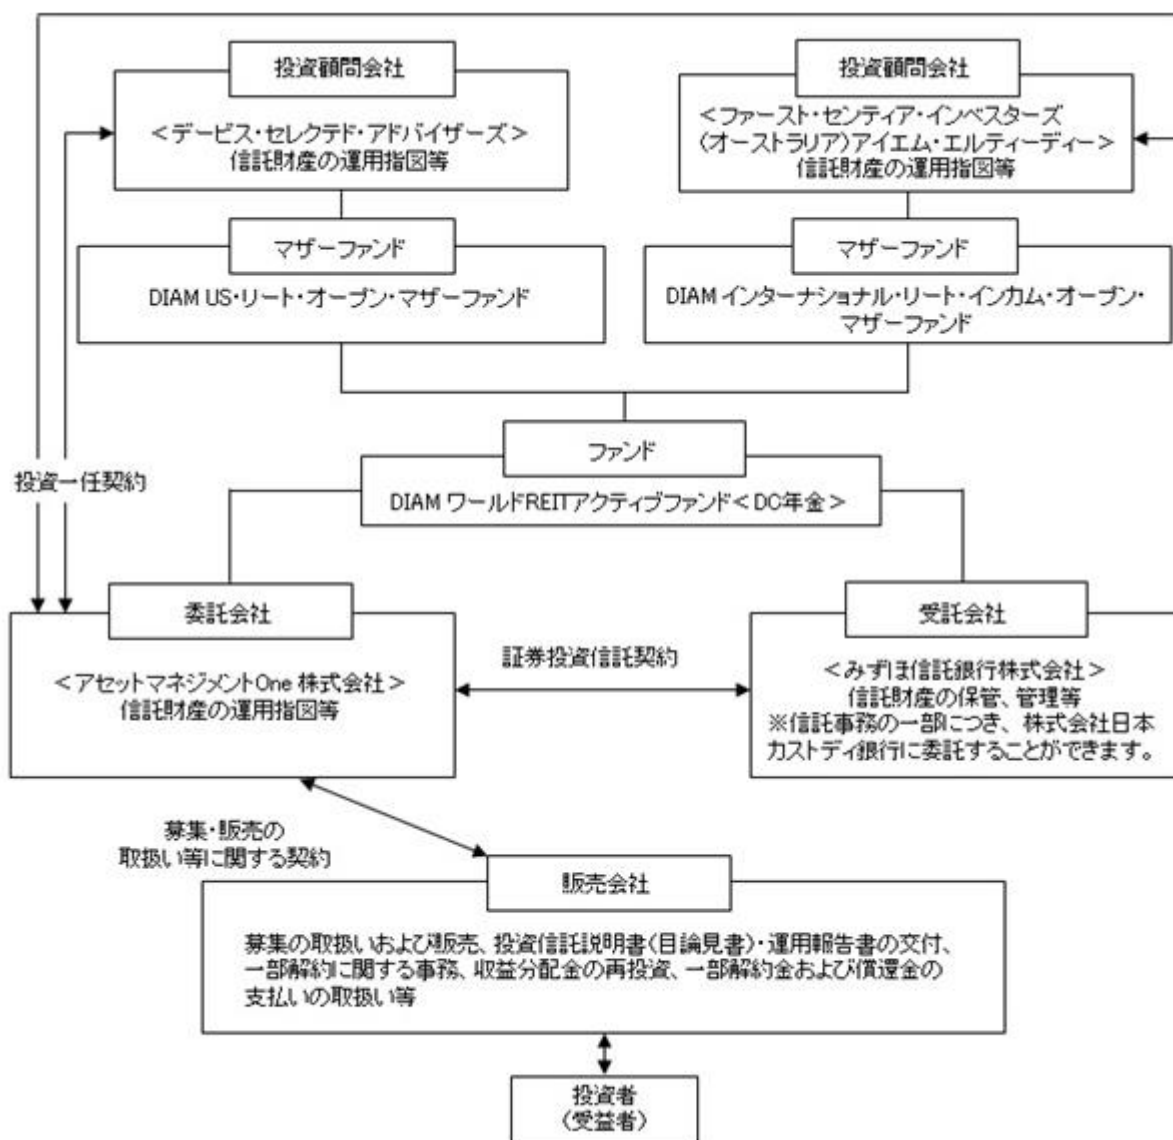 投資顧問会社
<デービス・セレクテド・アドバイザーズ>
信託財産の運用指図等
投資顧問会社
<ファースト・センティア・インベスターズ
(オーストラリア)アイエム・エルティーディー>
信託財産の運用指図等
マザーファンド
DIAM US・リート・オープン・マザーファンド
マザーファンド
DIAM インターナショナル・リート・インカム・オープン・
マザーファンド
ファンド
DIAM ワールドREITアクティブファンド<DC年金>
投資一任契約
委託会社
<アセットマネジメントOne 株式会社>
信託財産の運用指図等
証券投資信託契約
受託会社
<みずほ信託銀行株式会社>
信託財産の保管、管理等
※信託事務の一部につき、株式会社日本
カストディ銀行に委託することができます。
募集・販売の
取扱い等に関する契約
販売会社
募集の取扱いおよび販売、投資信託説明書(目論見書)・運用報告書の交付、
一部解約に関する事務、収益分配金の再投資、一部解約金および償還金の
支払いの取扱い等
投資者
(受益者)